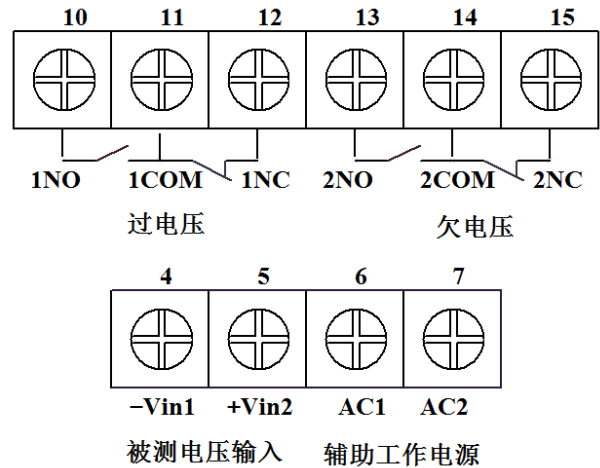 10 11 12 13 14 15
1NO 1COM 1NC 2NO 2COM 2NC
过电压 欠电压
4 5 6 7
−Vin1 +Vin2 AC1 AC2
被测电压输入 辅助工作电源